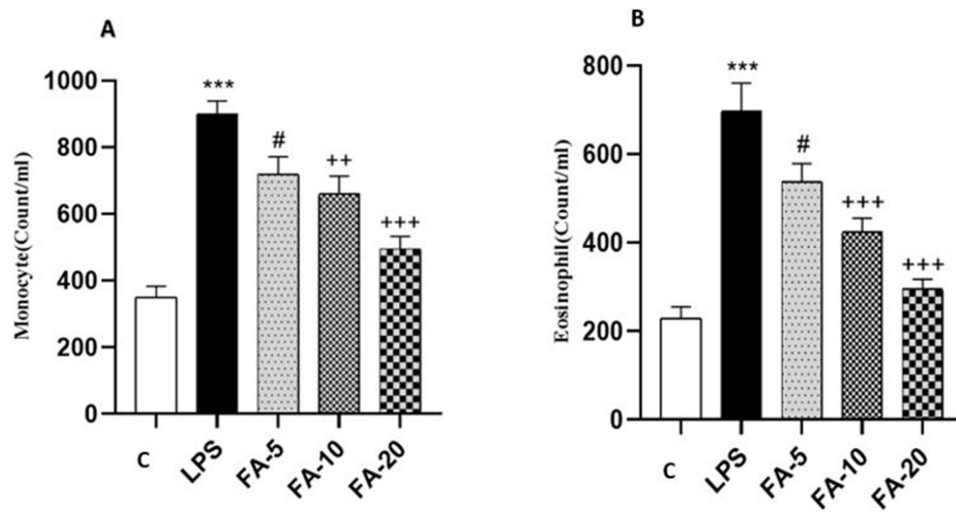 A
Monocyte(Count/ml)
1000
800
600
400
200
0
***
#
++
+++
C
LPS
FA-5
FA-10
FA-20
B
Eosinophil(Count/ml)
800
600
400
200
0
***
#
+++
+++
C
LPS
FA-5
FA-10
FA-20